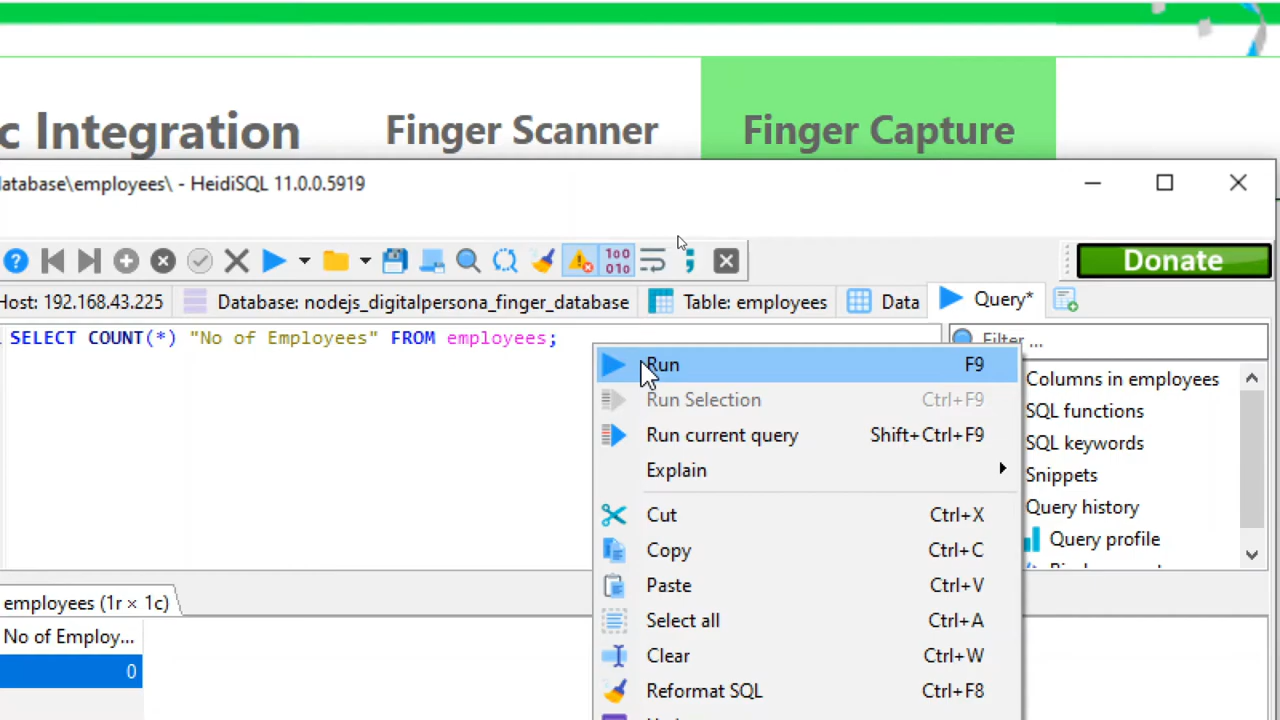 c Integration
Finger Scanner
Finger Capture
atabase\employees\ - HeidiSQL 11.0.0.5919
Donate
Host: 192.168.43.225
Database: nodejs_digitalpersona_finger_database
Table: employees
Data
Query*
SELECT COUNT(*) "No of Employees" FROM employees;
Filter ...
Run F9
Run Selection Ctrl+F9
Run current query Shift+Ctrl+F9
Explain
Cut Ctrl+X
Copy Ctrl+C
Paste Ctrl+V
Select all Ctrl+A
Clear Ctrl+W
Reformat SQL Ctrl+F8
Columns in employees
SQL functions
SQL keywords
Snippets
Query history
Query profile
employees (1r × 1c)
No of Employ...
0